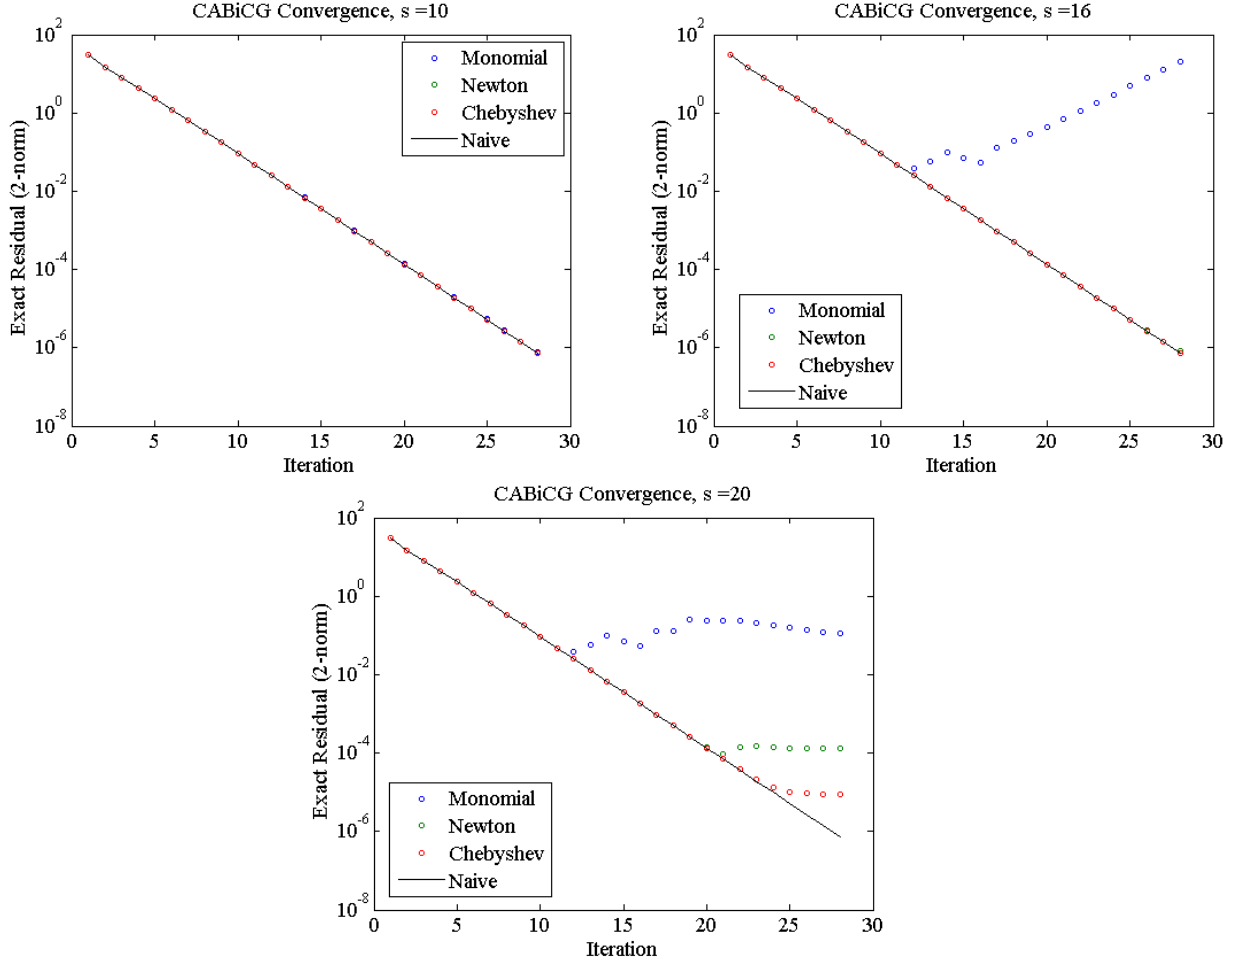 CABiCG Convergence, s =10
10^2
10^0
10^-2
10^-4
10^-6
10^-8
Exact Residual (2-norm)
Monomial
Newton
Chebyshev
Naive
0 5 10 15 20 25 30
Iteration
CABiCG Convergence, s =16
10^2
10^0
10^-2
10^-4
10^-6
10^-8
Exact Residual (2-norm)
Monomial
Newton
Chebyshev
Naive
0 5 10 15 20 25 30
Iteration
CABiCG Convergence, s =20
10^2
10^0
10^-2
10^-4
10^-6
10^-8
Exact Residual (2-norm)
Monomial
Newton
Chebyshev
Naive
0 5 10 15 20 25 30
Iteration